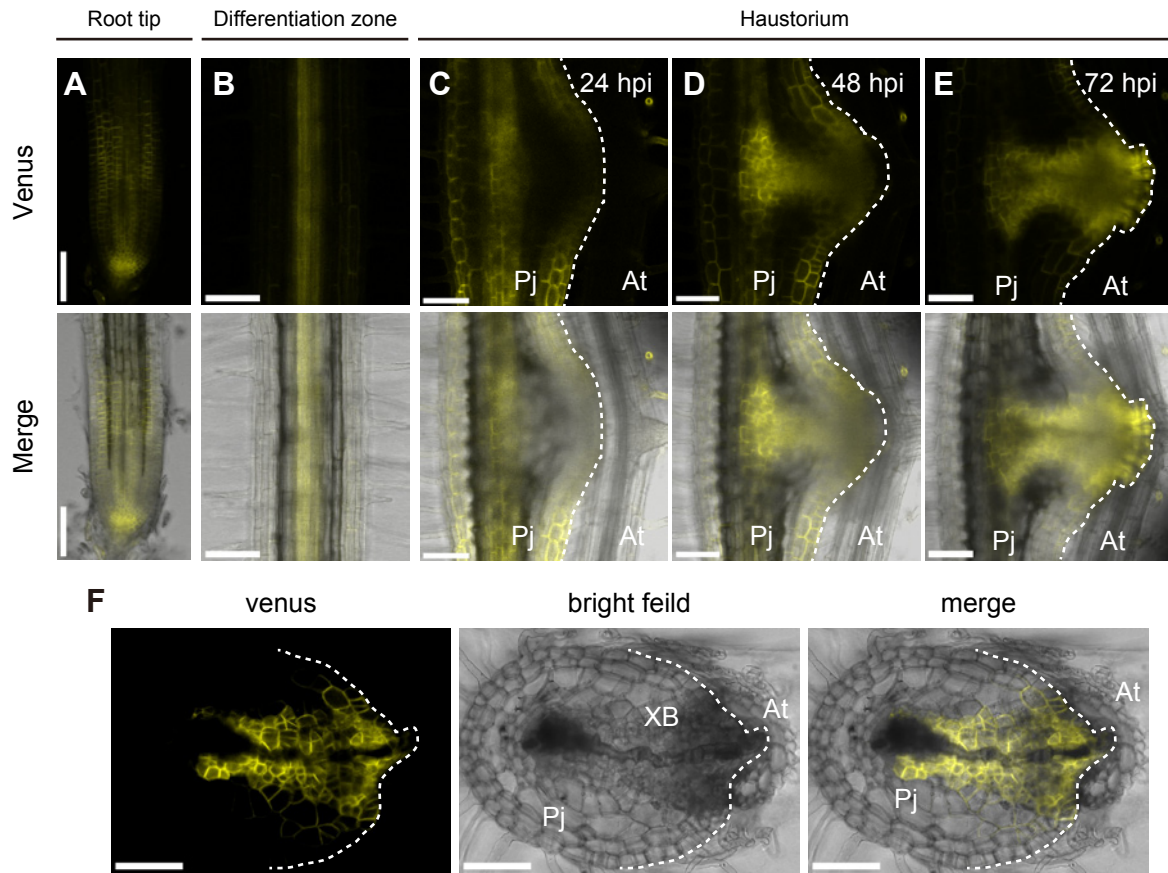 Root tip Differentiation zone Haustorium
A B C 24 hpi D 48 hpi E 72 hpi
Venus
Pj At Pj At Pj At
Merge
Pj At Pj At Pj At
F venus bright feild merge
XB At At
Pj Pj